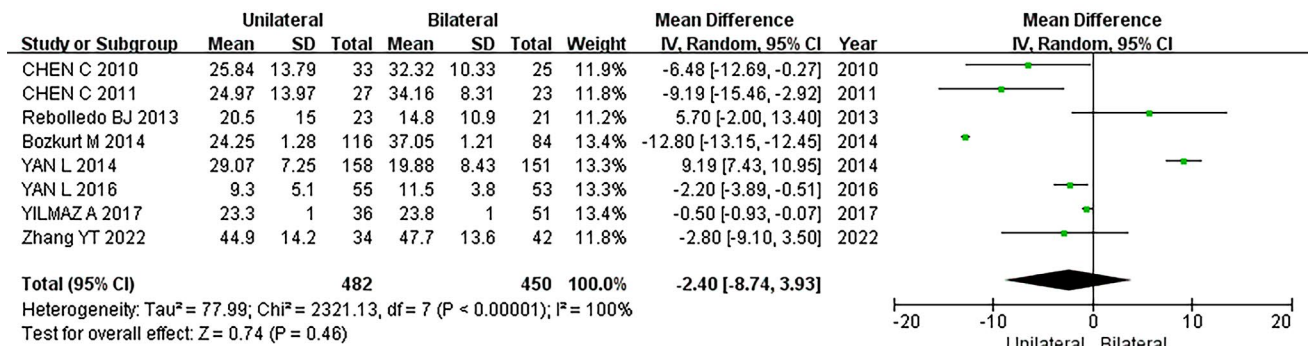 Unilateral Bilateral Mean Difference Mean Difference
Study or Subgroup Mean SD Total Mean SD Total Weight IV, Random, 95% CI Year IV, Random, 95% CI
CHEN C 2010 25.84 13.79 33 32.32 10.33 25 11.9% -6.48 [-12.69, -0.27] 2010
CHEN C 2011 24.97 13.97 27 34.16 8.31 23 11.8% -9.19 [-15.46, -2.92] 2011
Rebolledo BJ 2013 20.5 15 23 14.8 10.9 21 11.2% 5.70 [-2.00, 13.40] 2013
Bozkurt M 2014 24.25 1.28 116 37.05 1.21 84 13.4% -12.80 [-13.15, -12.45] 2014
YAN L 2014 29.07 7.25 158 19.88 8.43 151 13.3% 9.19 [7.43, 10.95] 2014
YAN L 2016 9.3 5.1 55 11.5 3.8 53 13.3% -2.20 [-3.89, -0.51] 2016
YILMAZ A 2017 23.3 1 36 23.8 1 51 13.4% -0.50 [-0.93, -0.07] 2017
Zhang YT 2022 44.9 14.2 34 47.7 13.6 42 11.8% -2.80 [-9.10, 3.50] 2022
Total (95% CI) 482 450 100.0% -2.40 [-8.74, 3.93]
Heterogeneity: Tau² = 77.99; Chi² = 2321.13, df = 7 (P < 0.00001); I² = 100%
Test for overall effect: Z = 0.74 (P = 0.46)
-20 -10 0 10 20
Unilateral Bilateral